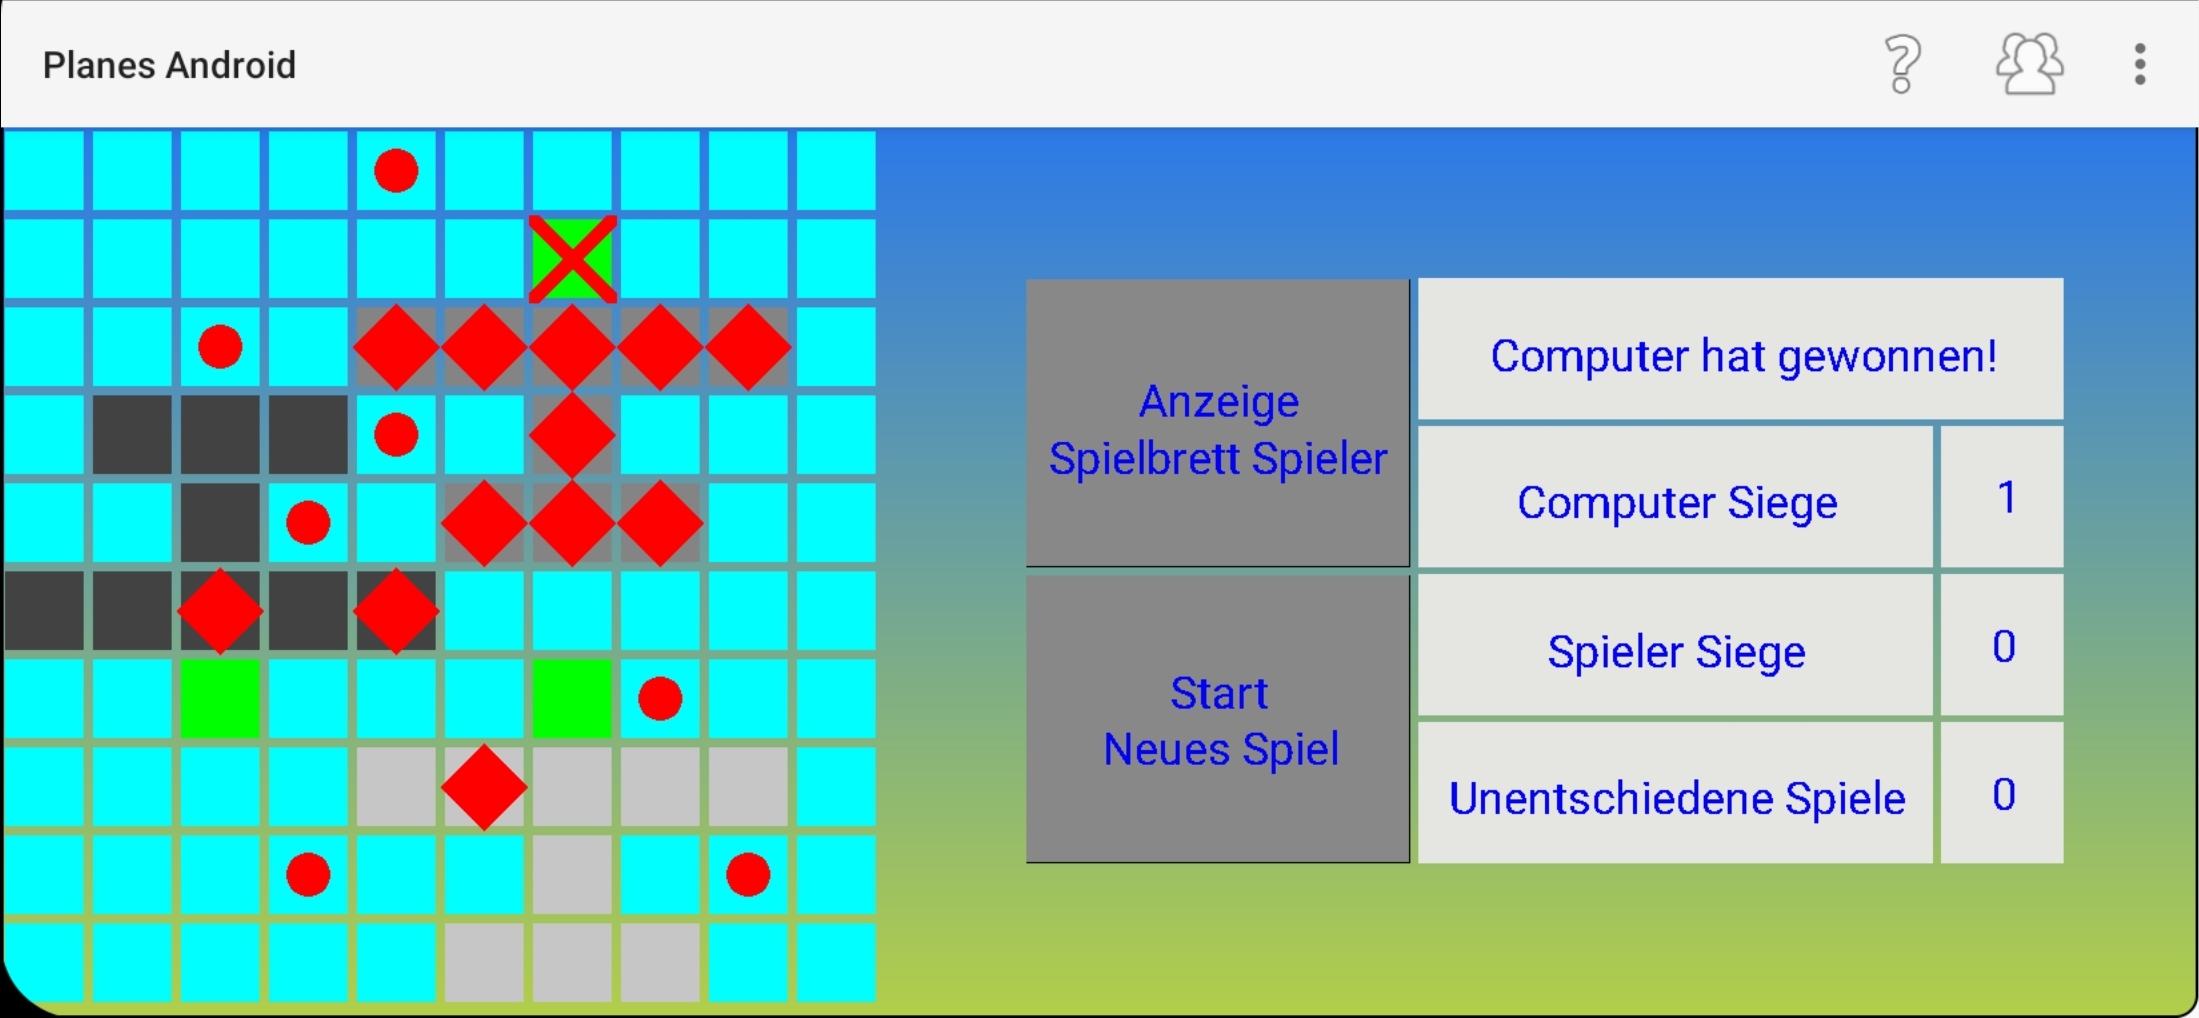 Planes Android
Anzeige
Spielbrett Spieler
Computer hat gewonnen!
Computer Siege
1
Start
Neues Spiel
Spieler Siege
0
Unentschiedene Spiele
0